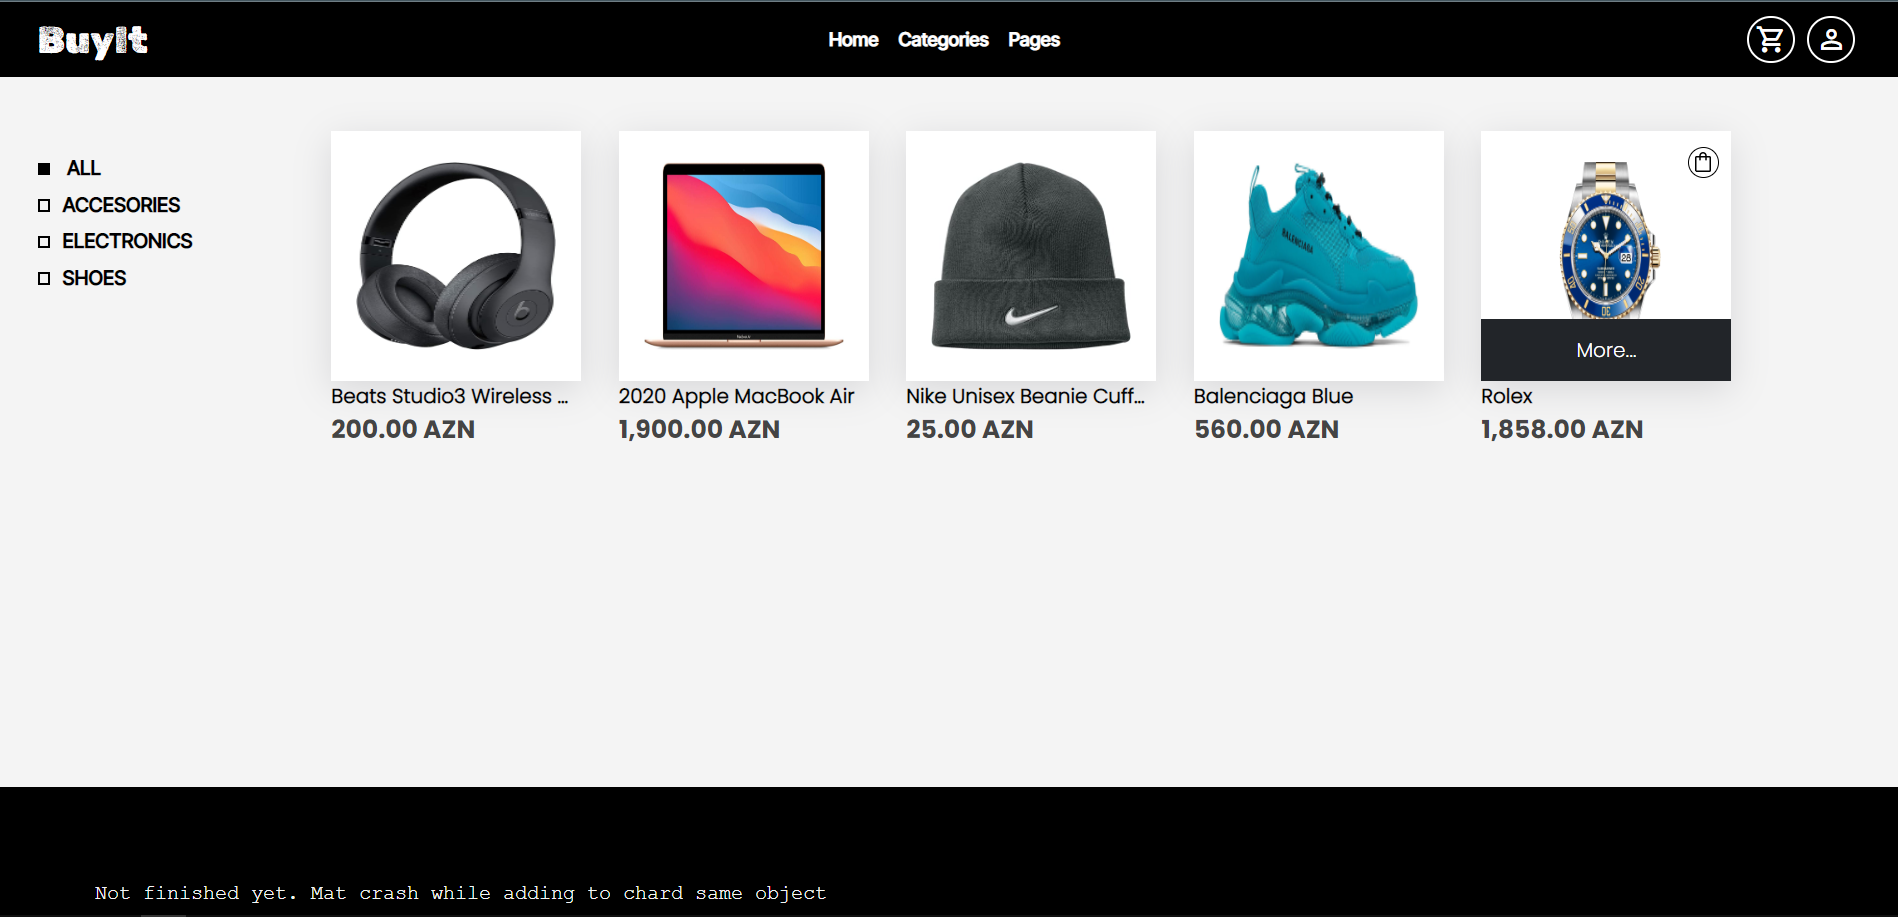 BuyIt
Home Categories Pages
ALL
ACCESORIES
ELECTRONICS
SHOES
BALENCIAGA
28
More...
Beats Studio3 Wireless ...
2020 Apple MacBook Air
Nike Unisex Beanie Cuff...
Balenciaga Blue
Rolex
200.00 AZN
1,900.00 AZN
25.00 AZN
560.00 AZN
1,858.00 AZN
Not finished yet. Mat crash while adding to chard same object